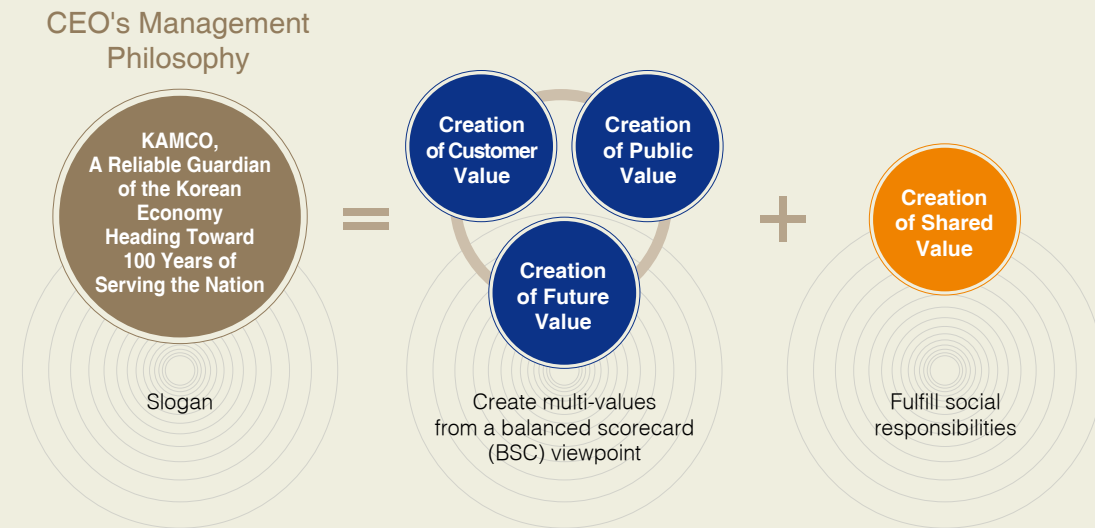 CEO's Management
Philosophy
KAMCO,
A Reliable Guardian
of the Korean
Economy
Heading Toward
100 Years of
Serving the Nation
Slogan
=
Creation
of Customer
Value
Creation
of Public
Value
Creation
of Future
Value
Create multi-values
from a balanced scorecard
(BSC) viewpoint
+
Creation
of Shared
Value
Fulfill social
responsibilities